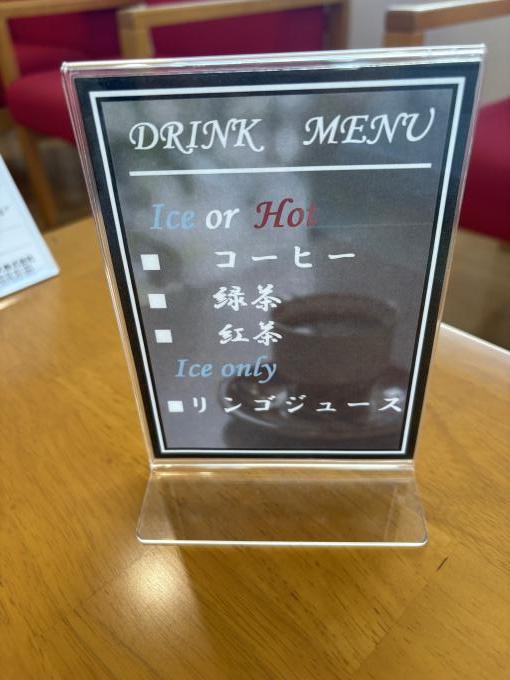 DRINK MENU
Ice or Hot
■ コーヒー
■ 緑茶
■ 紅茶
Ice only
■リンゴジュース